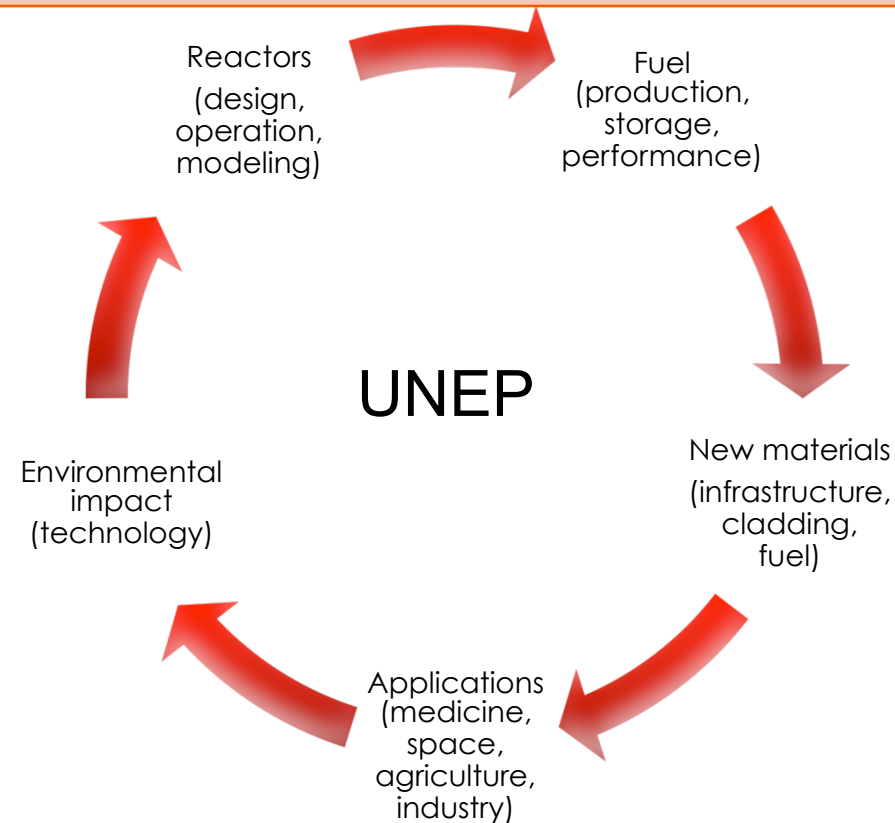 Reactors
(design,
operation,
modeling)
Fuel
(production,
storage,
performance)
UNEP
New materials
(infrastructure,
cladding,
fuel)
Environmental
impact
(technology)
Applications
(medicine,
space,
agriculture,
industry)